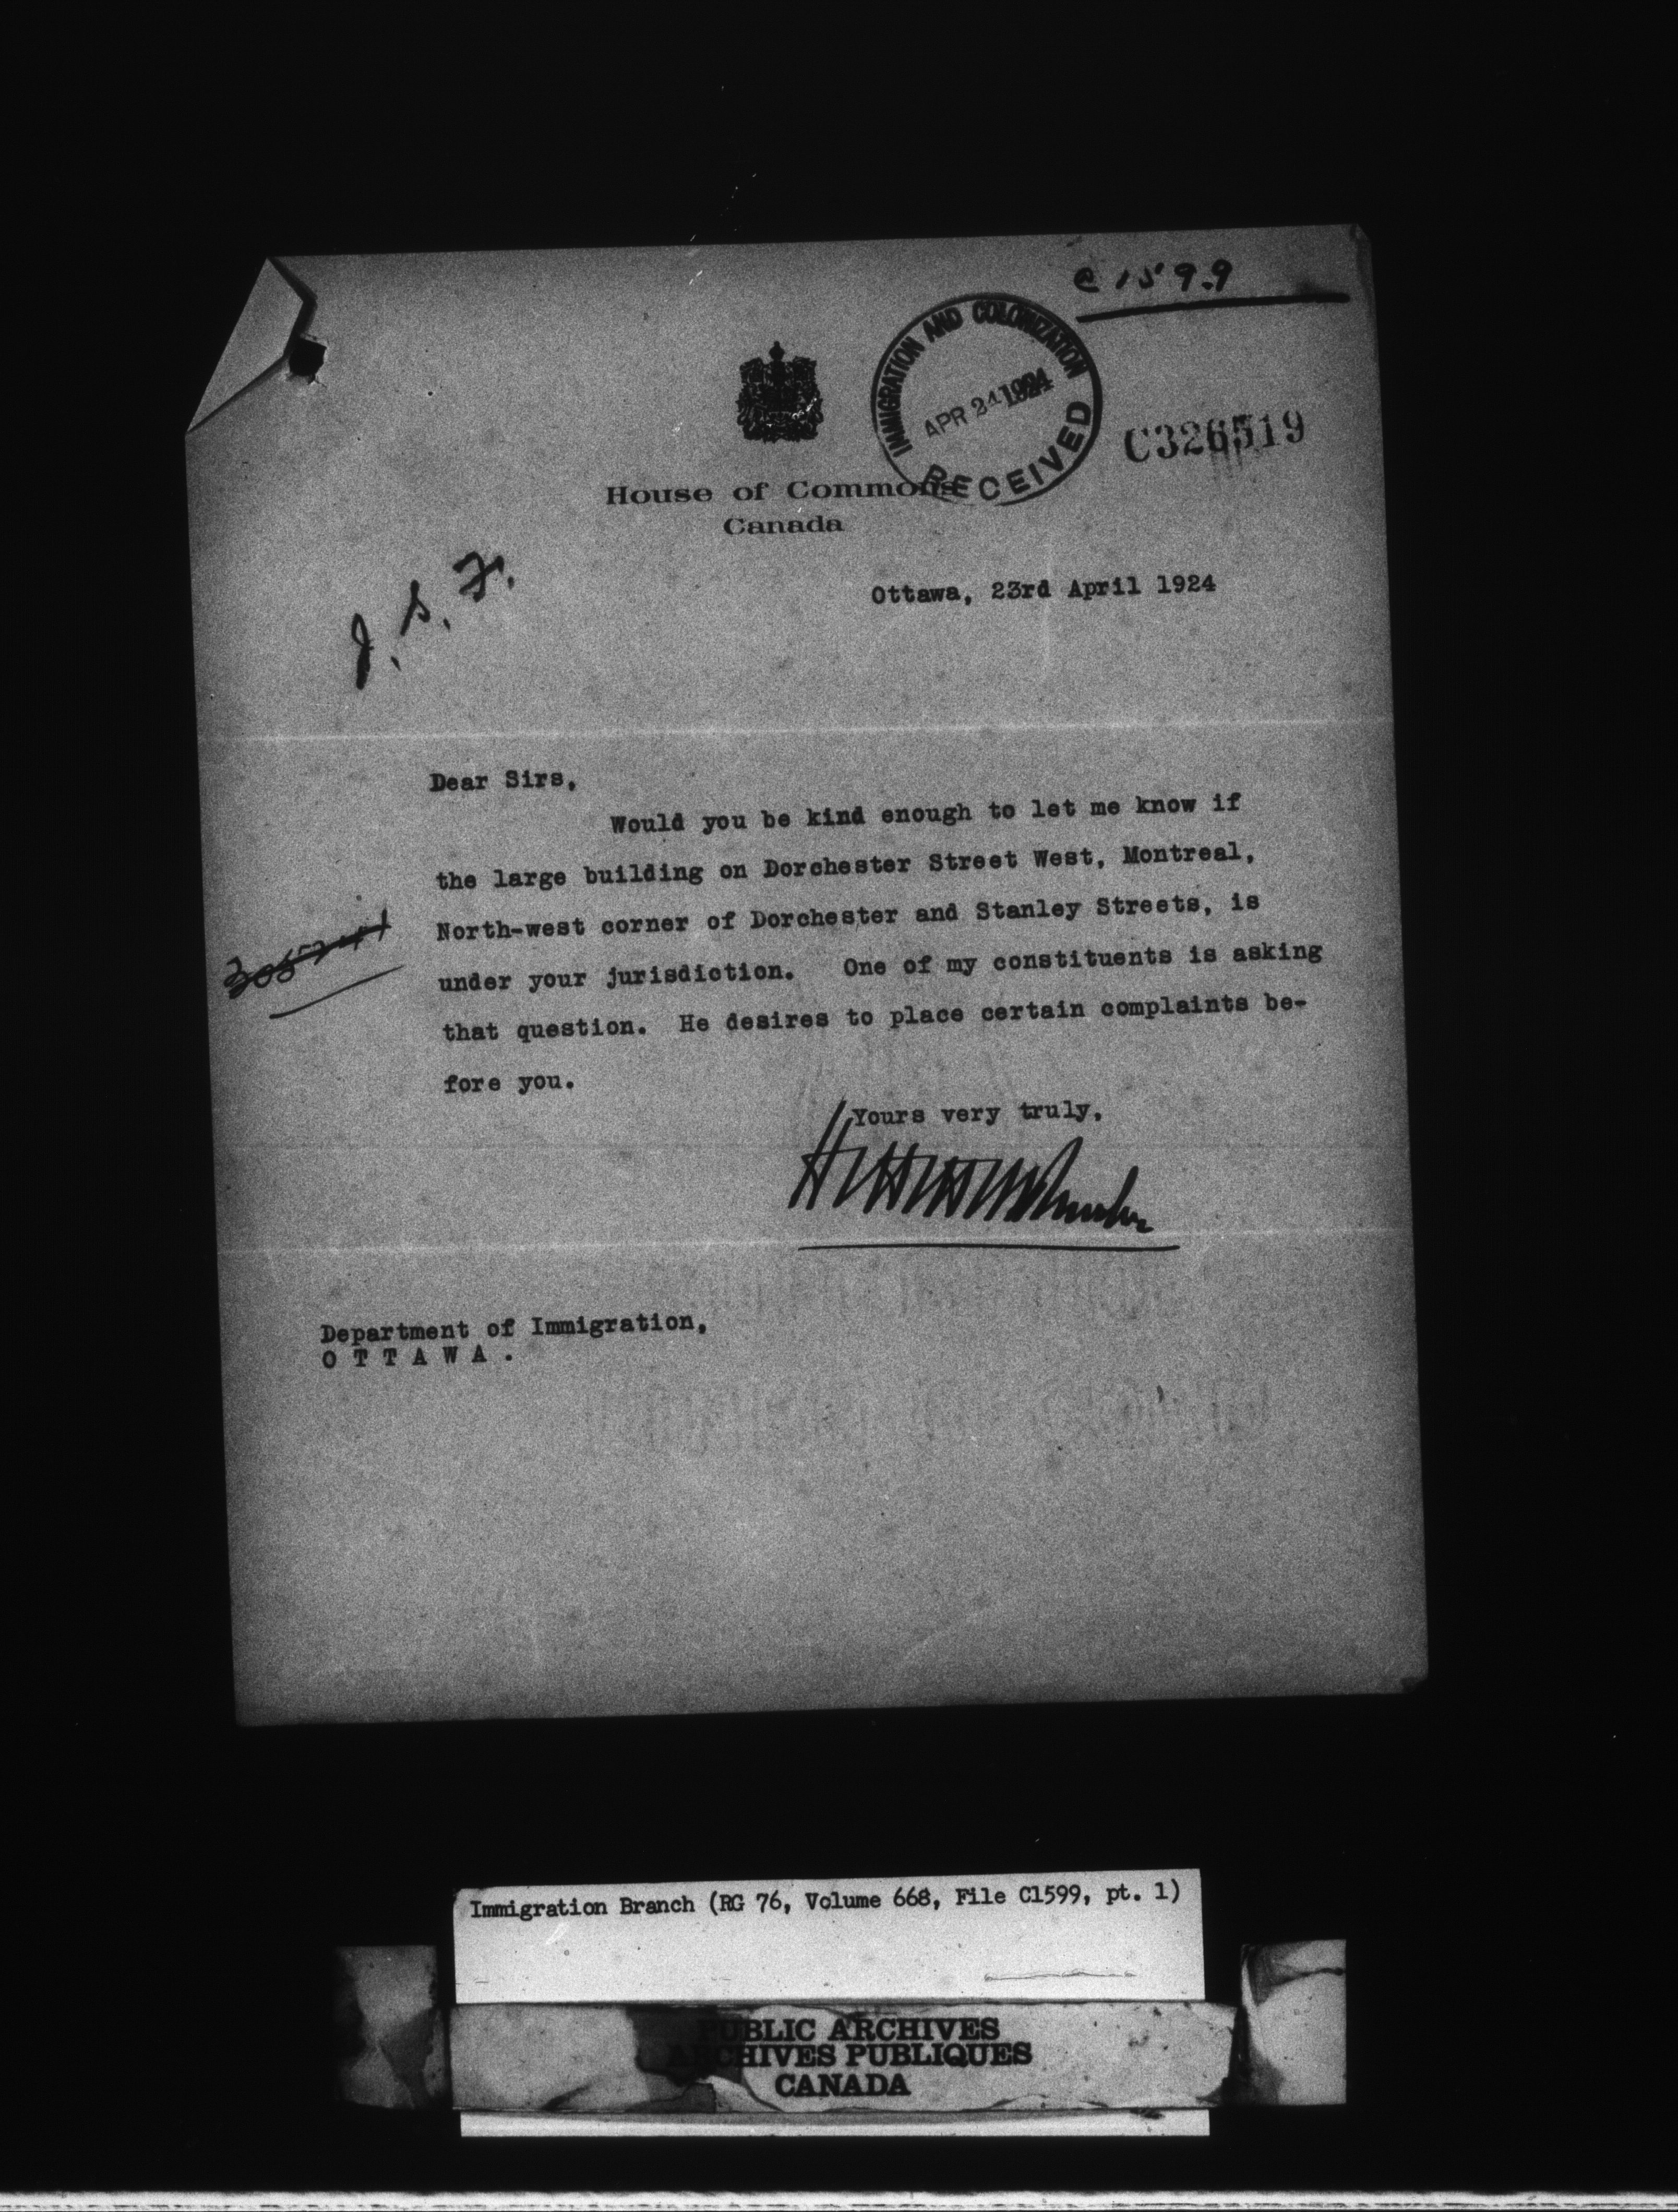 C1599
IMMIGRATION AND COLONIZATION
APR 24 1924
RECEIVED
C326519
House of Commons
Canada
J. S. F.
Ottawa, 23rd April 1924
Dear Sirs,
Would you be kind enough to let me know if
the large building on Dorchester Street West, Montreal,
North-west corner of Dorchester and Stanley Streets, is
under your jurisdiction. One of my constituents is asking
that question. He desires to place certain complaints be-
fore you.
Yours very truly,
Department of Immigration,
O T T A W A .
Immigration Branch (RG 76, Volume 668, File C1599, pt. 1)
PUBLIC ARCHIVES
ARCHIVES PUBLIQUES
CANADA